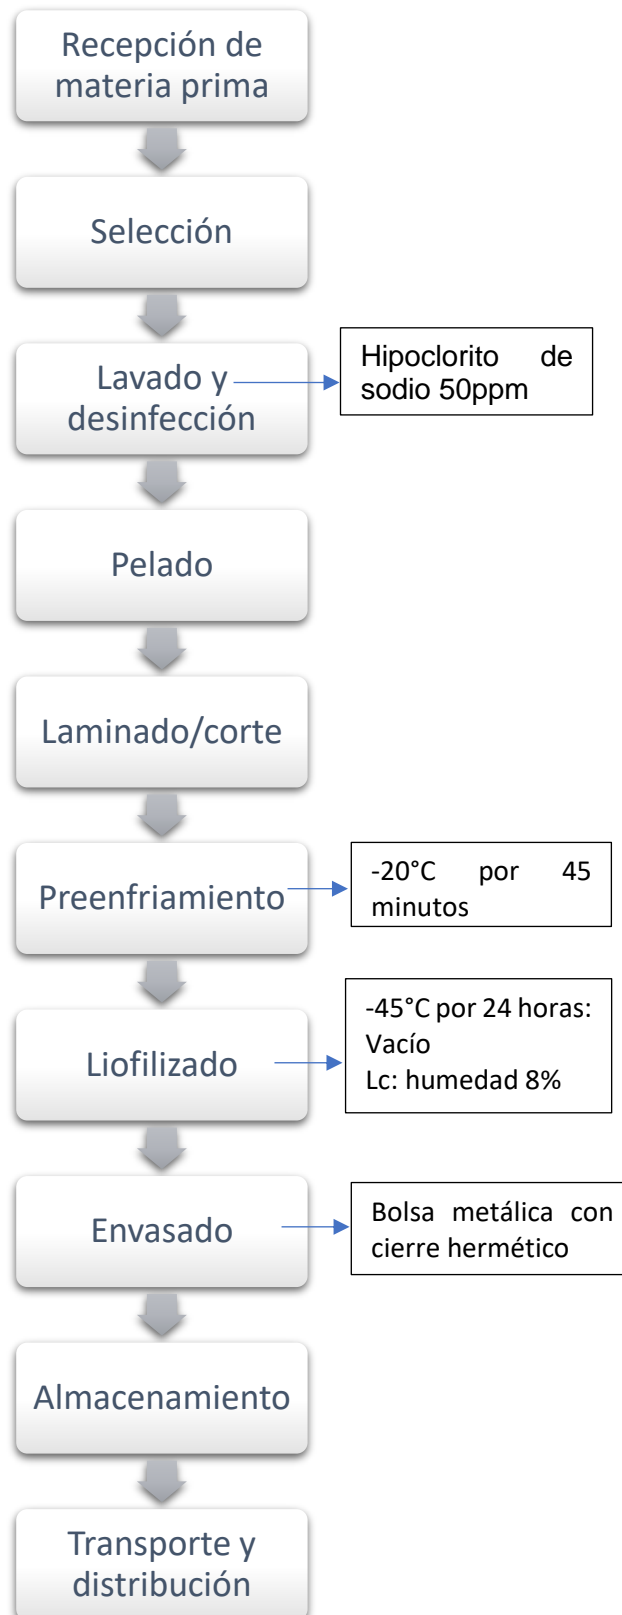 Recepción de
materia prima
Selección
Lavado y
desinfección
Hipoclorito de
sodio 50ppm
Pelado
Laminado/corte
Preenfriamiento
-20°C por 45
minutos
Liofilizado
-45°C por 24 horas:
Vacío
Lc: humedad 8%
Envasado
Bolsa metálica con
cierre hermético
Almacenamiento
Transporte y
distribución